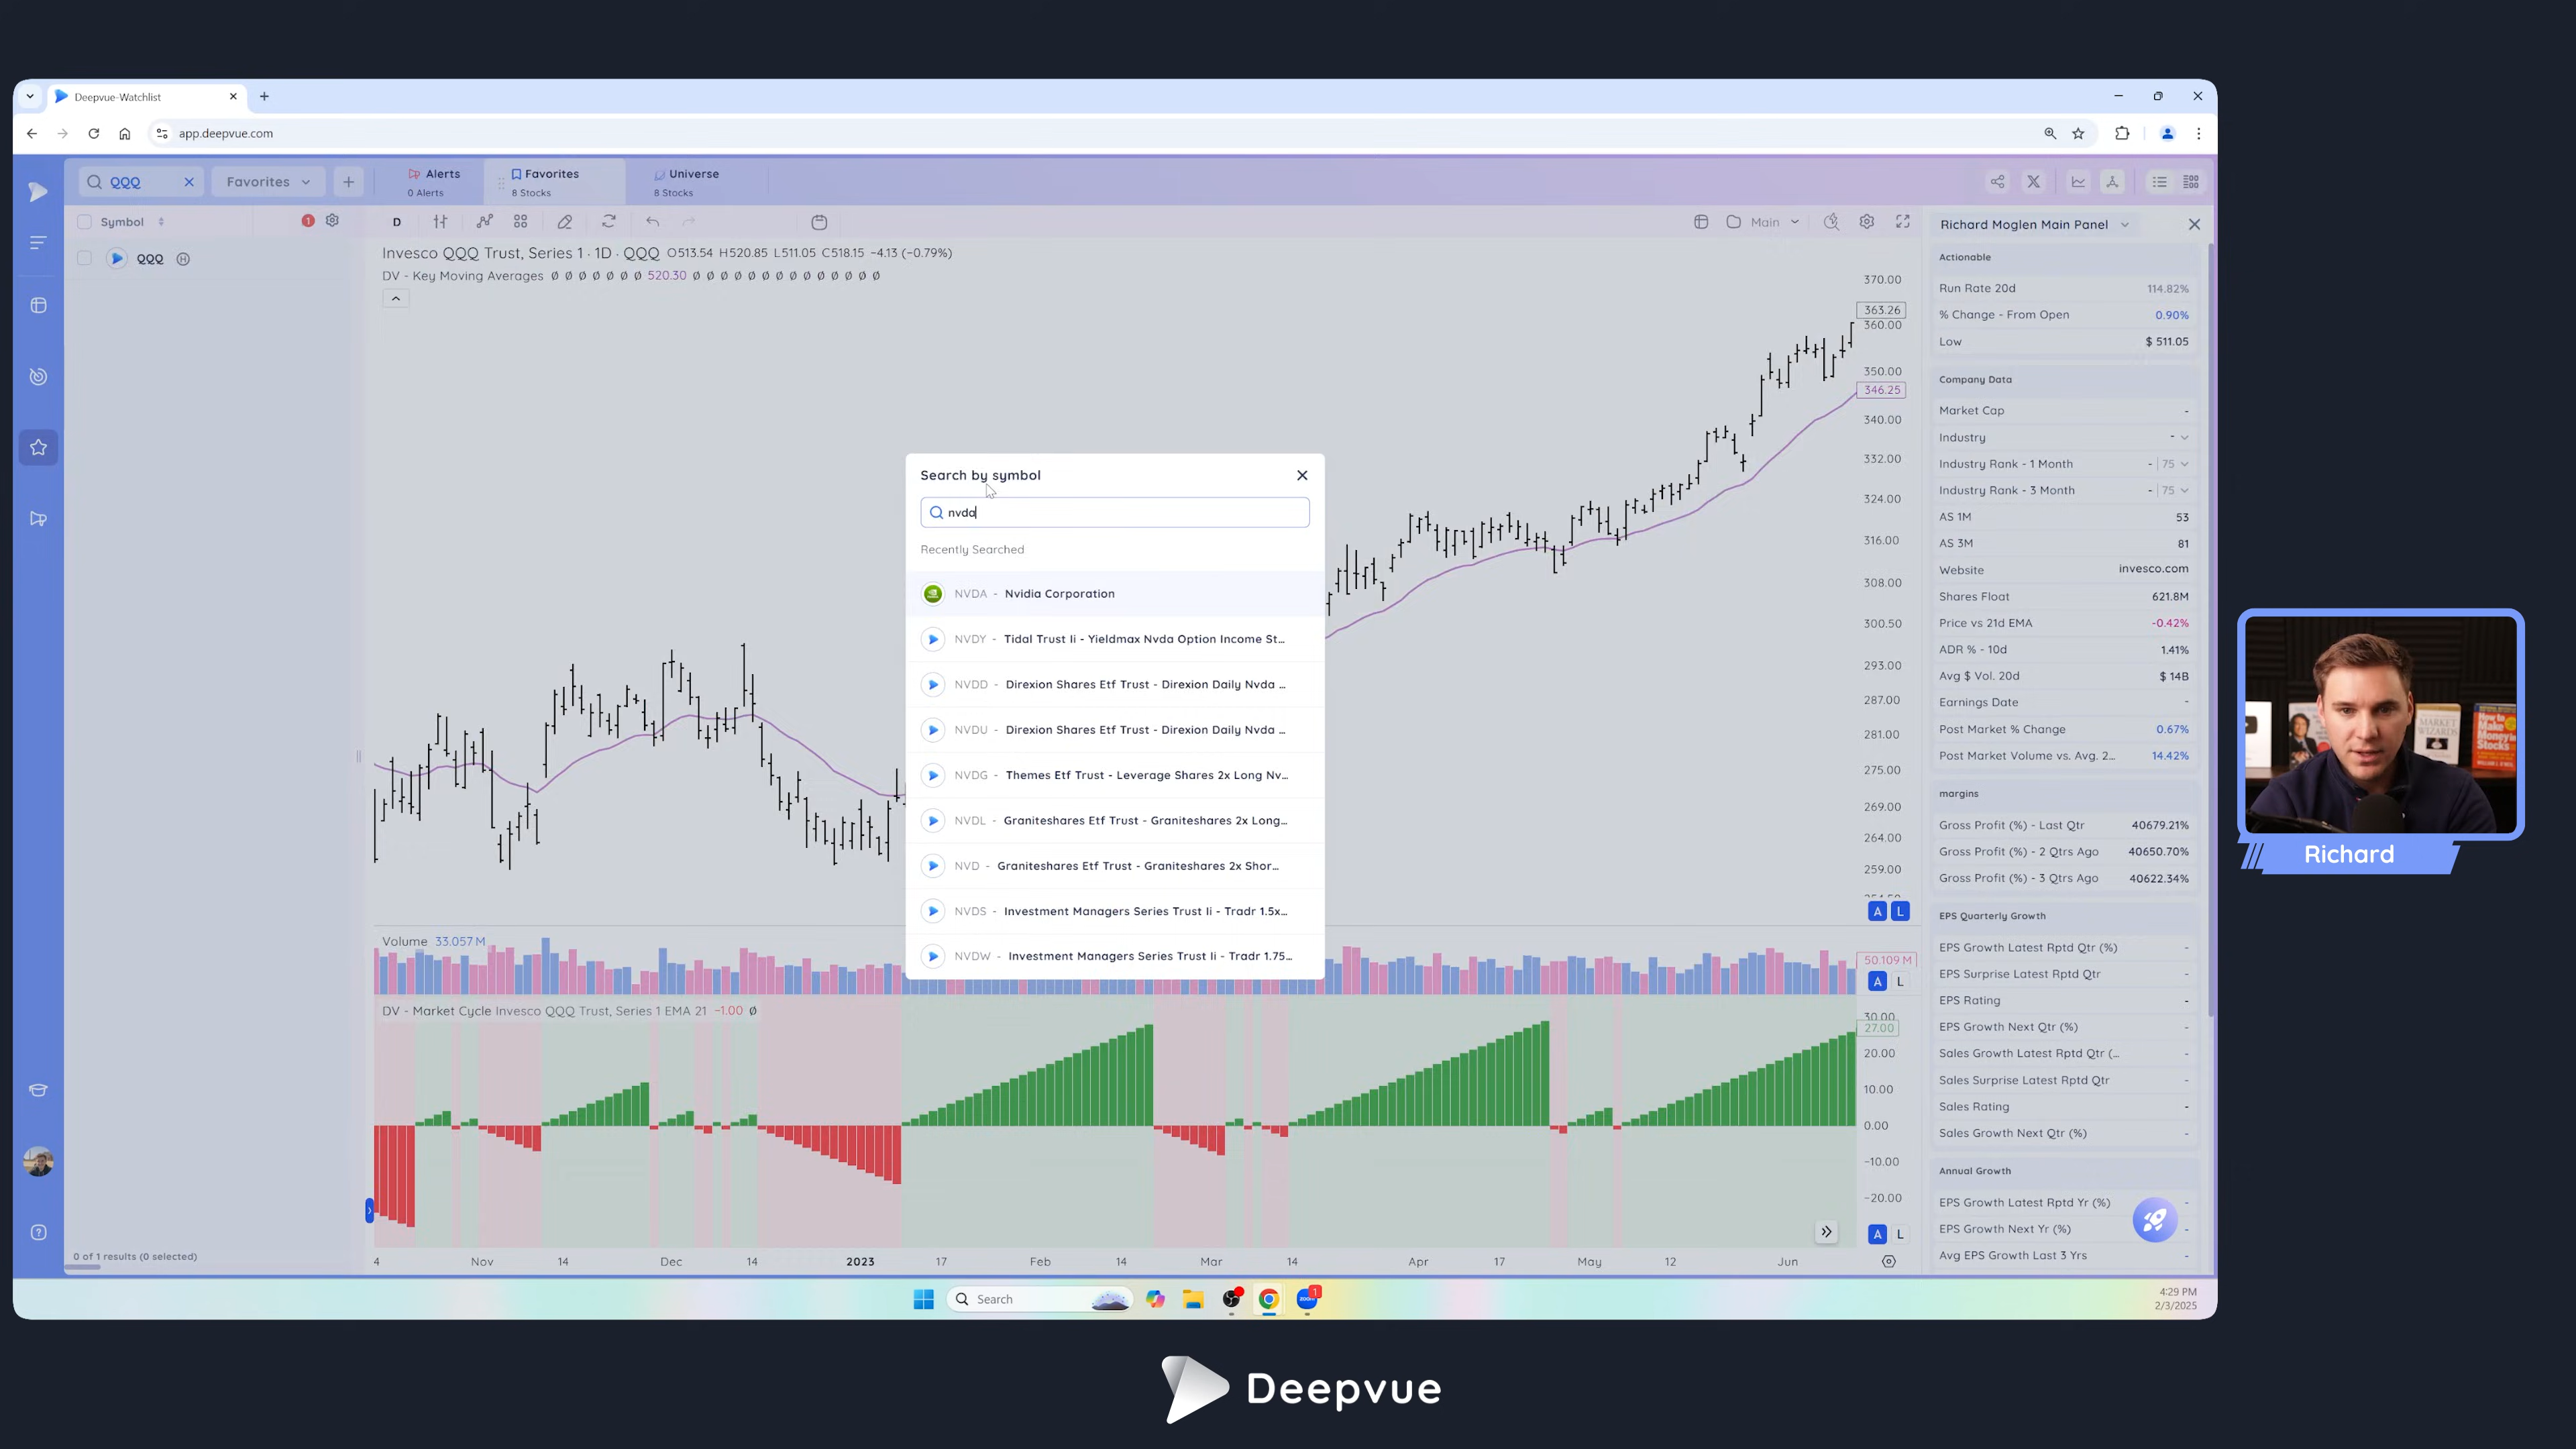 Deepvue-Watchlist
app.deepvue.com
QQQ
Favorites
Alerts
0 Alerts
Favorites
8 Stocks
Universe
8 Stocks
Symbol
1
D
Main
QQQ
H
Invesco QQQ Trust, Series 1 · 1D · QQQ O513.54 H520.85 L511.05 C518.15 −4.13 (−0.79%)
DV - Key Moving Averages Ø Ø Ø Ø Ø Ø Ø 520.30 Ø Ø Ø Ø Ø Ø Ø Ø Ø Ø Ø Ø Ø Ø
370.00
363.26
360.00
350.00
346.25
340.00
332.00
324.00
316.00
308.00
300.50
293.00
287.00
281.00
275.00
269.00
264.00
259.00
A L
Search by symbol
nvda
Recently Searched
NVDA - Nvidia Corporation
NVDY - Tidal Trust Ii - Yieldmax Nvda Option Income St...
NVDD - Direxion Shares Etf Trust - Direxion Daily Nvda ...
NVDU - Direxion Shares Etf Trust - Direxion Daily Nvda ...
NVDG - Themes Etf Trust - Leverage Shares 2x Long Nv...
NVDL - Graniteshares Etf Trust - Graniteshares 2x Long...
NVD - Graniteshares Etf Trust - Graniteshares 2x Shor...
NVDS - Investment Managers Series Trust Ii - Tradr 1.5x...
NVDW - Investment Managers Series Trust Ii - Tradr 1.75...
Volume 33.057 M
50.109 M
A L
DV - Market Cycle Invesco QQQ Trust, Series 1 EMA 21 −1.00 Ø
30.00
27.00
20.00
10.00
0.00
−10.00
−20.00
A L
4 Nov 14 Dec 14 2023 17 Feb 14 Mar 14 Apr 17 May 12 Jun
0 of 1 results (0 selected)
Richard Moglen Main Panel
Actionable
Run Rate 20d 114.82%
% Change - From Open 0.90%
Low $ 511.05
Company Data
Market Cap -
Industry -
Industry Rank - 1 Month - | 75
Industry Rank - 3 Month - | 75
AS 1M 53
AS 3M 81
Website invesco.com
Shares Float 621.8M
Price vs 21d EMA -0.42%
ADR % - 10d 1.41%
Avg $ Vol. 20d $ 14B
Earnings Date -
Post Market % Change 0.67%
Post Market Volume vs. Avg. 2... 14.42%
margins
Gross Profit (%) - Last Qtr 40679.21%
Gross Profit (%) - 2 Qtrs Ago 40650.70%
Gross Profit (%) - 3 Qtrs Ago 40622.34%
EPS Quarterly Growth
EPS Growth Latest Rptd Qtr (%) -
EPS Surprise Latest Rptd Qtr -
EPS Rating -
EPS Growth Next Qtr (%) -
Sales Growth Latest Rptd Qtr (... -
Sales Surprise Latest Rptd Qtr -
Sales Rating -
Sales Growth Next Qtr (%) -
Annual Growth
EPS Growth Latest Rptd Yr (%) -
EPS Growth Next Yr (%) -
Avg EPS Growth Last 3 Yrs -
Search
zoom
1
4:29 PM
2/3/2025
MARKET
WIZARDS
How to
Make
Money in
Stocks
Richard
Deepvue